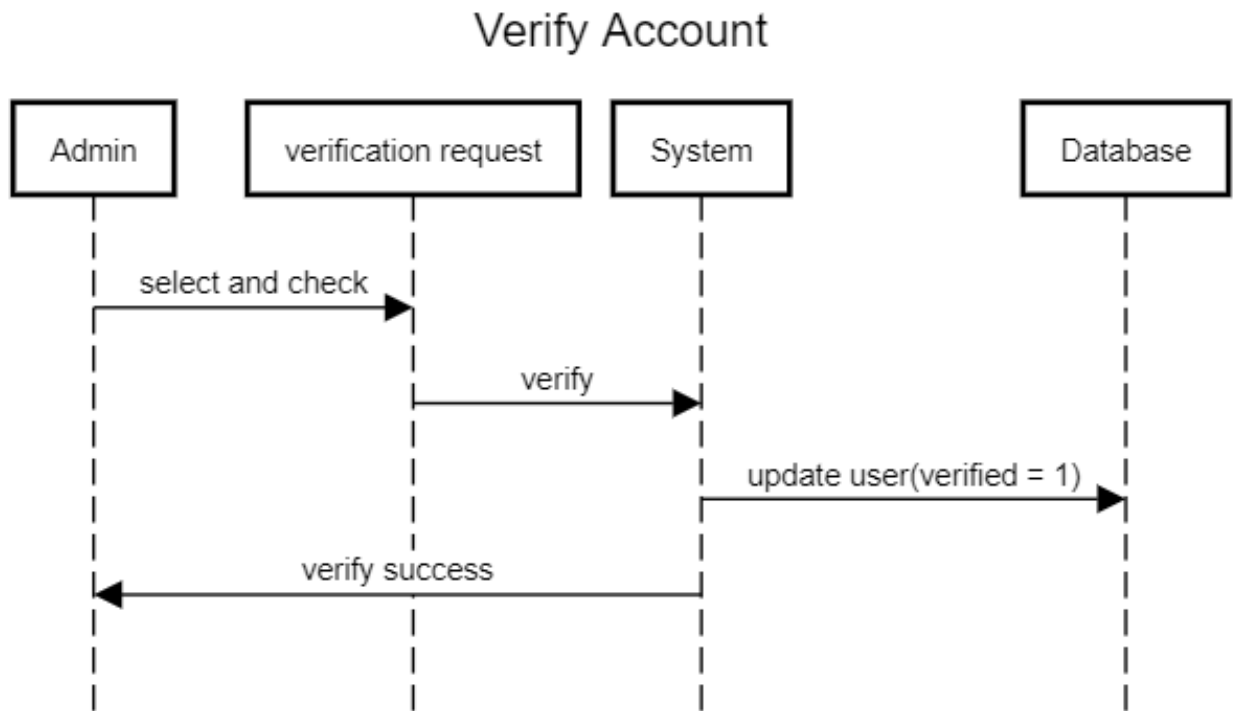 Verify Account
Admin
verification request
System
Database
select and check
verify
update user(verified = 1)
verify success